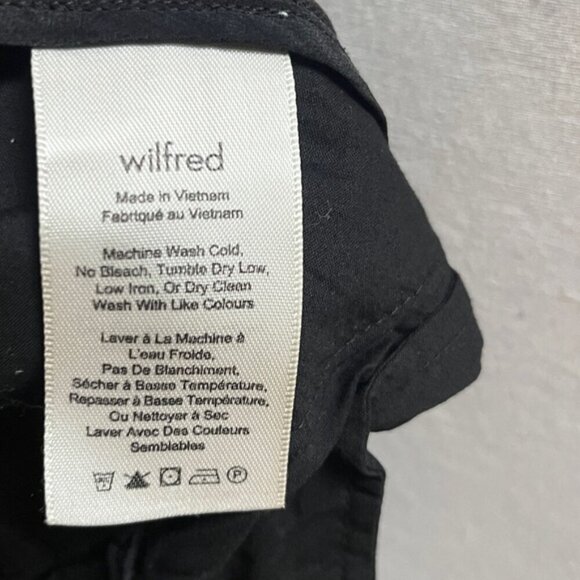 wilfred
Made in Vietnam
Fabriqué au Vietnam
Machine Wash Cold,
No Bleach, Tumble Dry Low,
Low Iron, Or Dry Clean
Wash With Like Colours
Laver à La Machine à
L'eau Froide,
Pas De Blanchiment,
Sécher à Basse Température,
Repasser à Basse Température,
Ou Nettoyer à Sec
Laver Avec Des Couleurs
Semblables
P